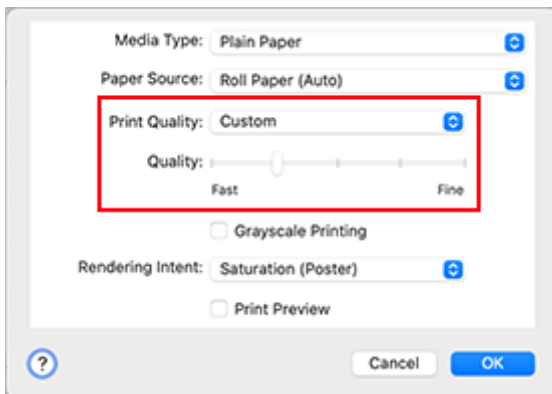 Media Type: Plain Paper
Paper Source: Roll Paper (Auto)
Print Quality: Custom
Quality:
Fast Fine
Grayscale Printing
Rendering Intent: Saturation (Poster)
Print Preview
? Cancel OK